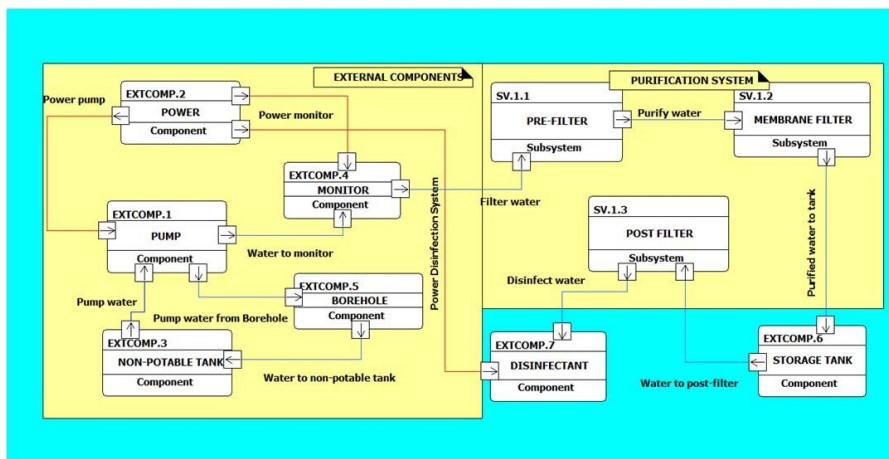 EXTERNAL COMPONENTS
PURIFICATION SYSTEM
Power pump
EXTCOMP.2
POWER
Component
Power monitor
EXTCOMP.4
MONITOR
Component
EXTCOMP.1
PUMP
Component
Water to monitor
Pump water
Pump water from Borehole
EXTCOMP.5
BOREHOLE
Component
EXTCOMP.3
NON-POTABLE TANK
Component
Water to non-potable tank
Power Disinfection System
SV.1.1
PRE-FILTER
Subsystem
Purify water
SV.1.2
MEMBRANE FILTER
Subsystem
Filter water
SV.1.3
POST FILTER
Subsystem
Disinfect water
Purified water to tank
EXTCOMP.7
DISINFECTANT
Component
Water to post-filter
EXTCOMP.6
STORAGE TANK
Component